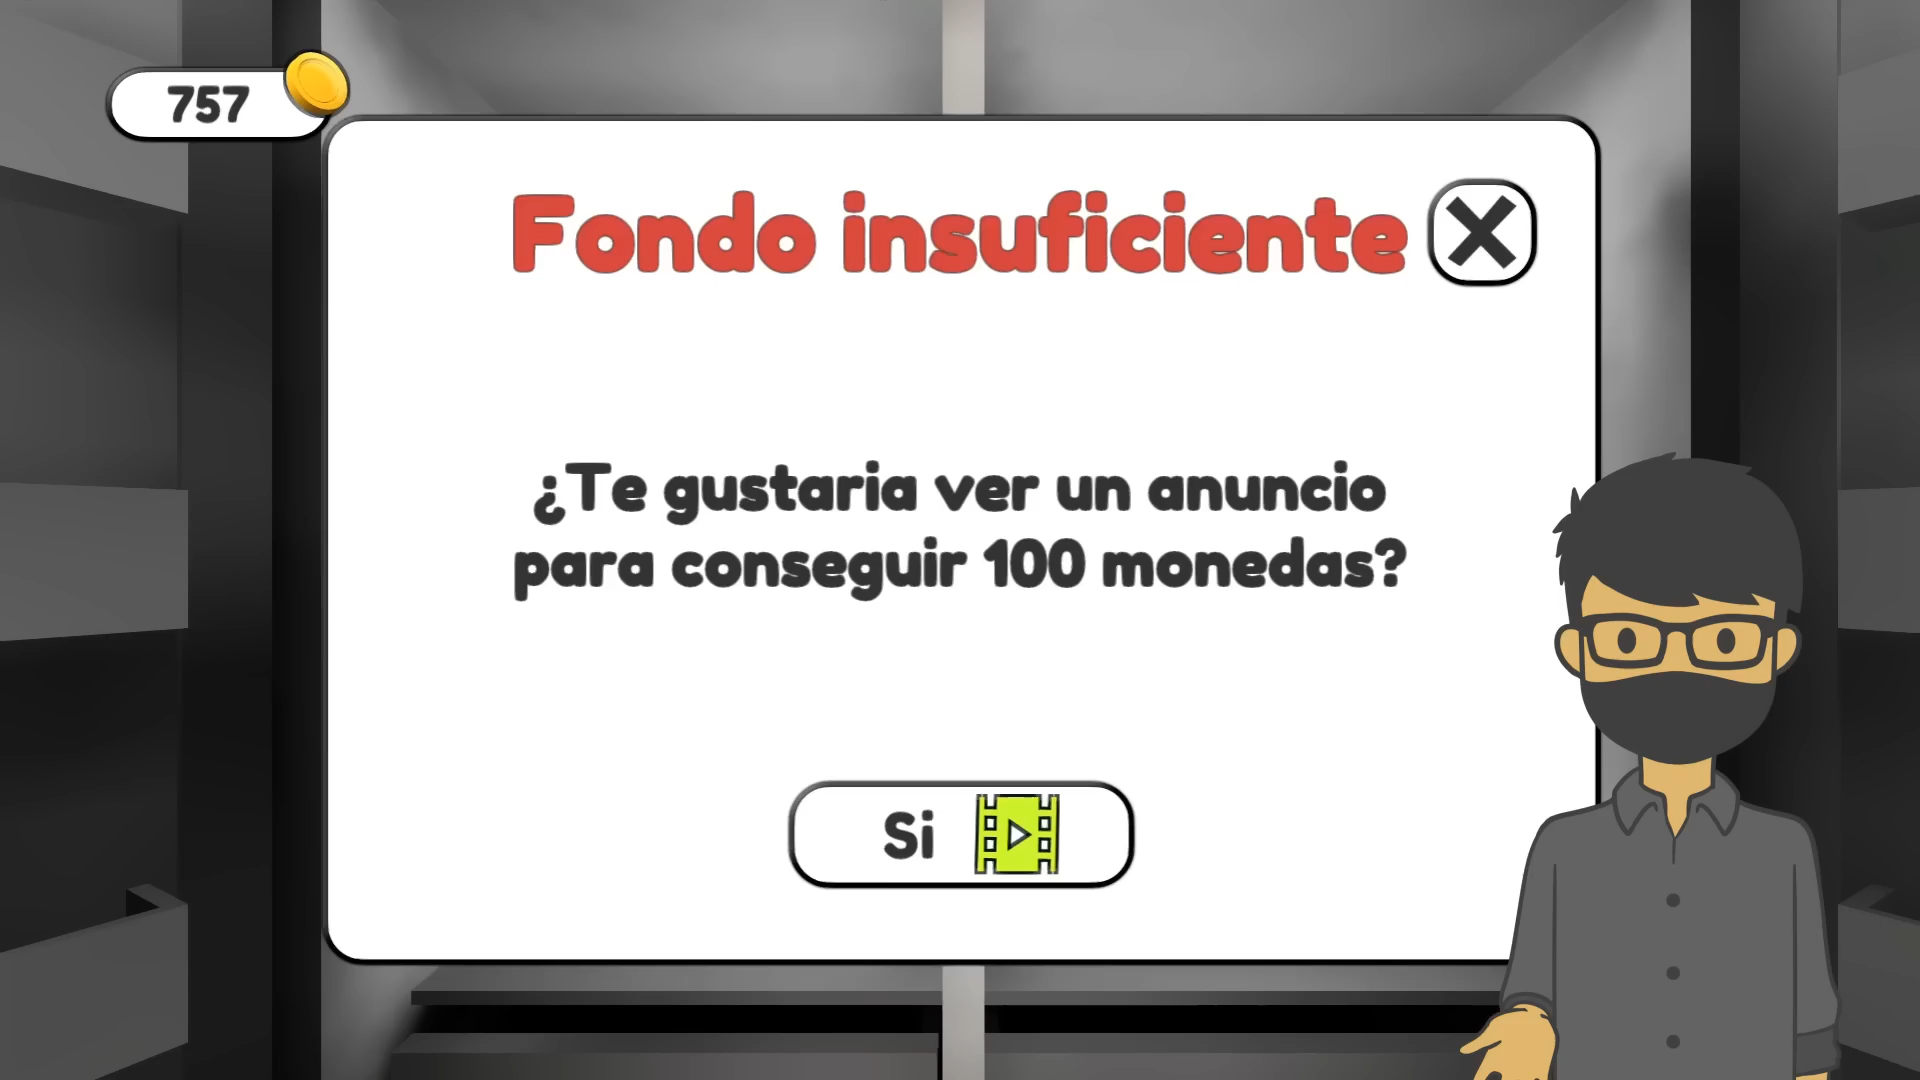 757
Fondo insuficiente
¿Te gustaria ver un anuncio
para conseguir 100 monedas?
Si